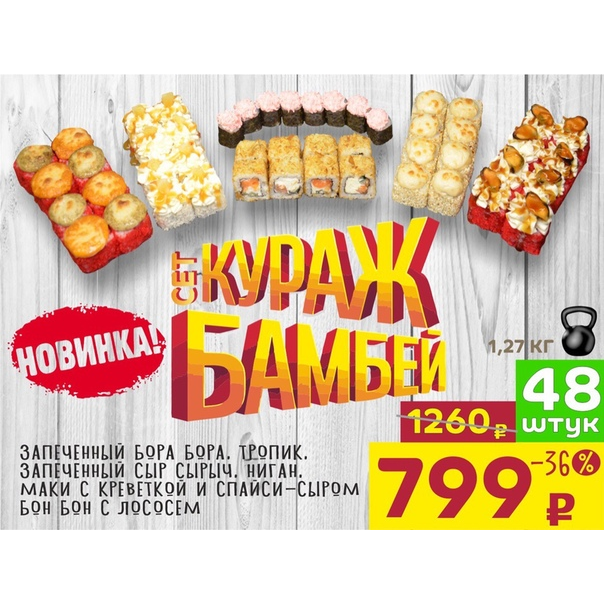 СЕТ
КУРАЖ
БАМБЕЙ
НОВИНКА!
1,27 КГ
48
ШТУК
1260₽
-36%
799₽
ЗАПЕЧЕННЫЙ БОРА БОРА. ТРОПИК.
ЗАПЕЧЕННЫЙ СЫР СЫРЫЧ. НИГАН.
МАКИ С КРЕВЕТКОЙ И СПАЙСИ-СЫРОМ
БОН БОН С ЛОСОСЕМ